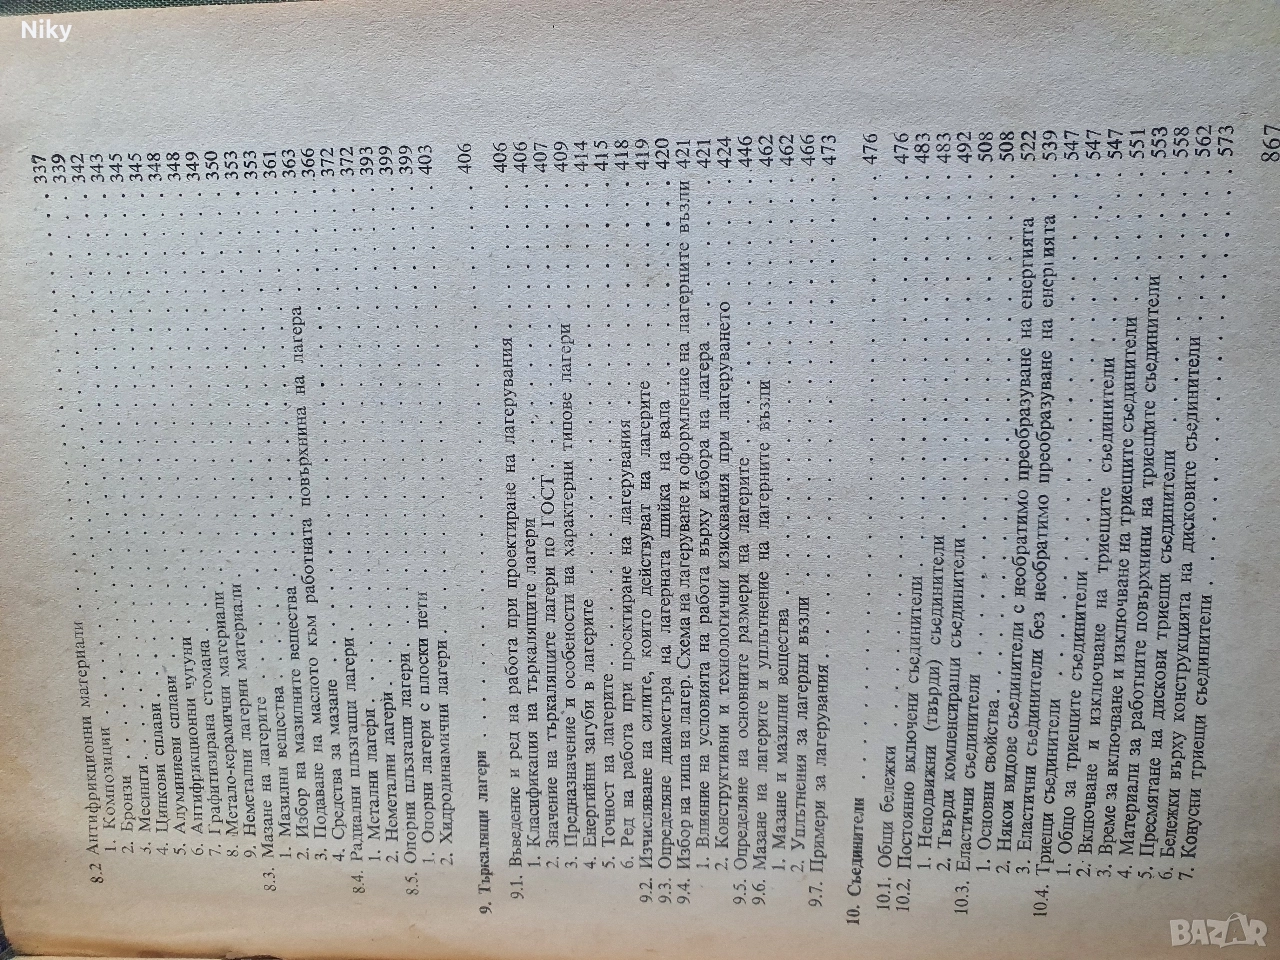 Niky
8.2 Антифрикционни материали . . . 337
1. Композиции . . . 339
2. Бронзи . . . 342
3. Месинги . . . 343
4. Цинкови сплави . . . 345
5. Алуминиеви сплави . . . 345
6. Антифрикционни чугуни . . . 348
7. Графитизирана стомана . . . 348
8. Метало-керамични материали . . . 349
9. Неметални лагерни материали . . . 350
8.3. Мазане на лагерите . . . 353
1. Мазилни вещества . . . 353
2. Избор на мазилните вещества . . . 361
3. Подаване на маслото към работната повърхнина на лагера . . . 363
4. Средства за мазане . . . 366
8.4. Радиални плъзгащи лагери . . . 372
1. Метални лагери . . . 372
2. Неметални лагери . . . 393
8.5. Опорни плъзгащи лагери . . . 399
1. Опорни лагери с плоски пети . . . 399
2. Хидродинамични лагери . . . 403
9. Търкалящи лагери . . . 406
9.1. Въведение и ред на работа при проектиране на лагерувания . . . 406
1. Класификация на търкалящите лагери . . . 406
2. Значение на търкалящите лагери по ГОСТ . . . 407
3. Предназначение и особености на характерни типове лагери . . . 409
4. Енергийни загуби в лагерите . . . 414
5. Точност на лагерите . . . 415
6. Ред на работа при проектиране на лагерувания . . . 418
9.2. Изчисляване на силите, които действуват на лагерите . . . 419
9.3. Определяне диаметъра на лагерната шийка на вала . . . 420
9.4. Избор на типа на лагер. Схема на лагеруване и оформление на лагерните възли 421
1. Влияние на условията на работа върху избора на лагера . . . 421
2. Конструктивни и технологични изисквания при лагеруването . . . 424
9.5. Определяне на основните размери на лагерите . . . 446
9.6. Мазане на лагерите и уплътнение на лагерните възли . . . 462
1. Мазане и мазилни вещества . . . 462
2. Уплътнения за лагерни възли . . . 466
9.7. Примери за лагерувания . . . 473
10. Съединители . . . 476
10.1. Общи бележки . . . 476
10.2. Постоянно включени съединители . . . 483
1. Неподвижни (твърди) съединители . . . 483
2. Твърди компенсиращи съединители . . . 492
10.3. Еластични съединители . . . 508
1. Основни свойства . . . 508
2. Някои видове съединители с необратимо преобразуване на енергията . 522
3. Еластични съединители без необратимо преобразуване на енергията . 539
10.4. Триещи съединители . . . 547
1. Общо за триещите съединители . . . 547
2. Включване и изключване на триещите съединители . . . 547
3. Време за включване и изключване на триещите съединители . . . 551
4. Материали за работните повърхнини на триещите съединители . . . 553
5. Пресмятане на дискови триещи съединители . . . 558
6. Бележки върху конструкцията на дисковите съединители . . . 562
7. Конусни триещи съединители . . . 573
867
BAZAR